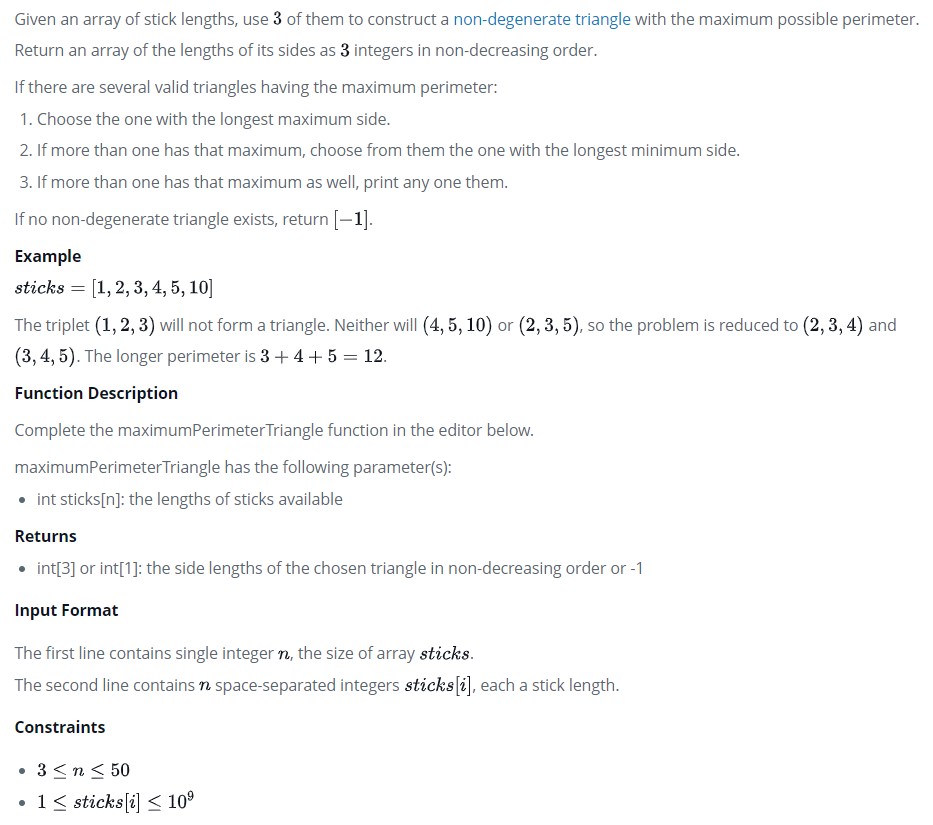 Given an array of stick lengths, use 3 of them to construct a non-degenerate triangle with the maximum possible perimeter.
Return an array of the lengths of its sides as 3 integers in non-decreasing order.
If there are several valid triangles having the maximum perimeter:
1. Choose the one with the longest maximum side.
2. If more than one has that maximum, choose from them the one with the longest minimum side.
3. If more than one has that maximum as well, print any one them.
If no non-degenerate triangle exists, return [−1].
Example
sticks = [1, 2, 3, 4, 5, 10]
The triplet (1, 2, 3) will not form a triangle. Neither will (4, 5, 10) or (2, 3, 5), so the problem is reduced to (2, 3, 4) and
(3, 4, 5). The longer perimeter is 3 + 4 + 5 = 12.
Function Description
Complete the maximumPerimeterTriangle function in the editor below.
maximumPerimeterTriangle has the following parameter(s):
• int sticks[n]: the lengths of sticks available
Returns
• int[3] or int[1]: the side lengths of the chosen triangle in non-decreasing order or -1
Input Format
The first line contains single integer n, the size of array sticks.
The second line contains n space-separated integers sticks[i], each a stick length.
Constraints
• 3 ≤ n ≤ 50
• 1 ≤ sticks[i] ≤ 10⁹